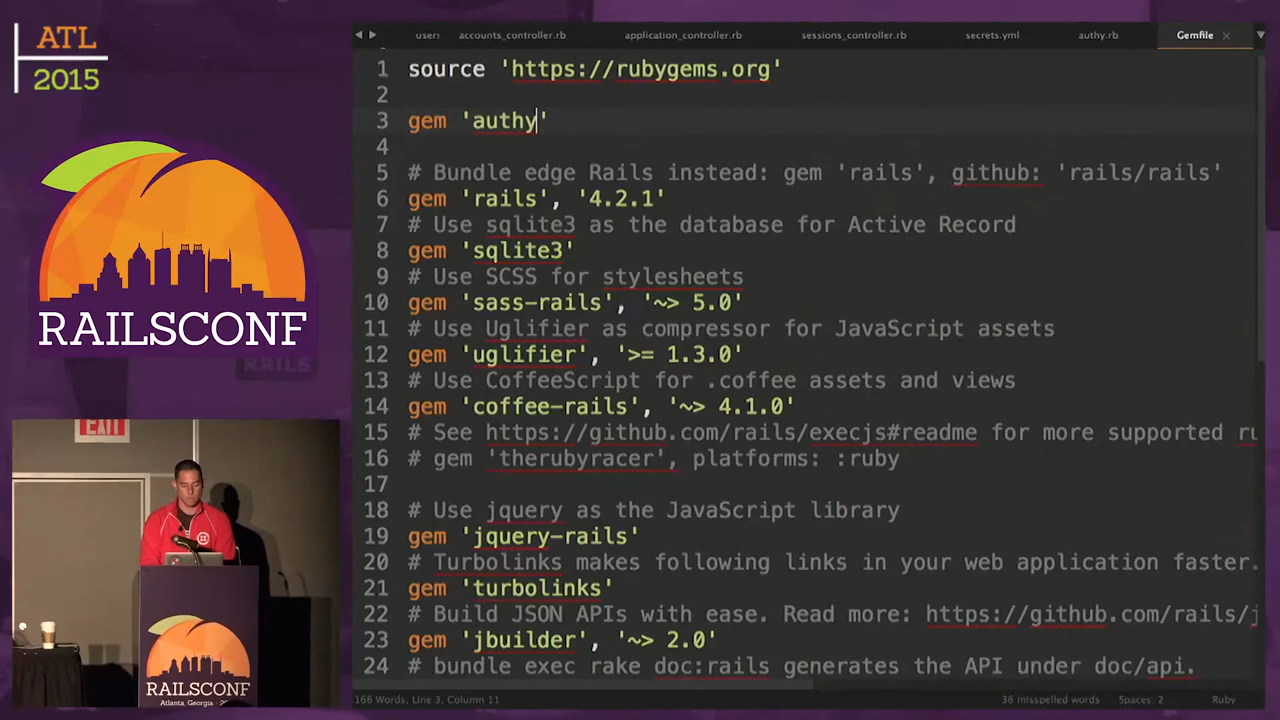 ATL
2015
RAILSCONF
RAILS
EXIT
RAILSCONF
Atlanta, Georgia
users
accounts_controller.rb
application_controller.rb
sessions_controller.rb
secrets.yml
authy.rb
Gemfile
1 source 'https://rubygems.org'
2
3 gem 'authy'
4
5 # Bundle edge Rails instead: gem 'rails', github: 'rails/rails'
6 gem 'rails', '4.2.1'
7 # Use sqlite3 as the database for Active Record
8 gem 'sqlite3'
9 # Use SCSS for stylesheets
10 gem 'sass-rails', '~> 5.0'
11 # Use Uglifier as compressor for JavaScript assets
12 gem 'uglifier', '>= 1.3.0'
13 # Use CoffeeScript for .coffee assets and views
14 gem 'coffee-rails', '~> 4.1.0'
15 # See https://github.com/rails/execjs#readme for more supported ru
16 # gem 'therubyracer', platforms: :ruby
17
18 # Use jquery as the JavaScript library
19 gem 'jquery-rails'
20 # Turbolinks makes following links in your web application faster.
21 gem 'turbolinks'
22 # Build JSON APIs with ease. Read more: https://github.com/rails/j
23 gem 'jbuilder', '~> 2.0'
24 # bundle exec rake doc:rails generates the API under doc/api.
166 Words, Line 3, Column 11
36 misspelled words
Spaces: 2
Ruby